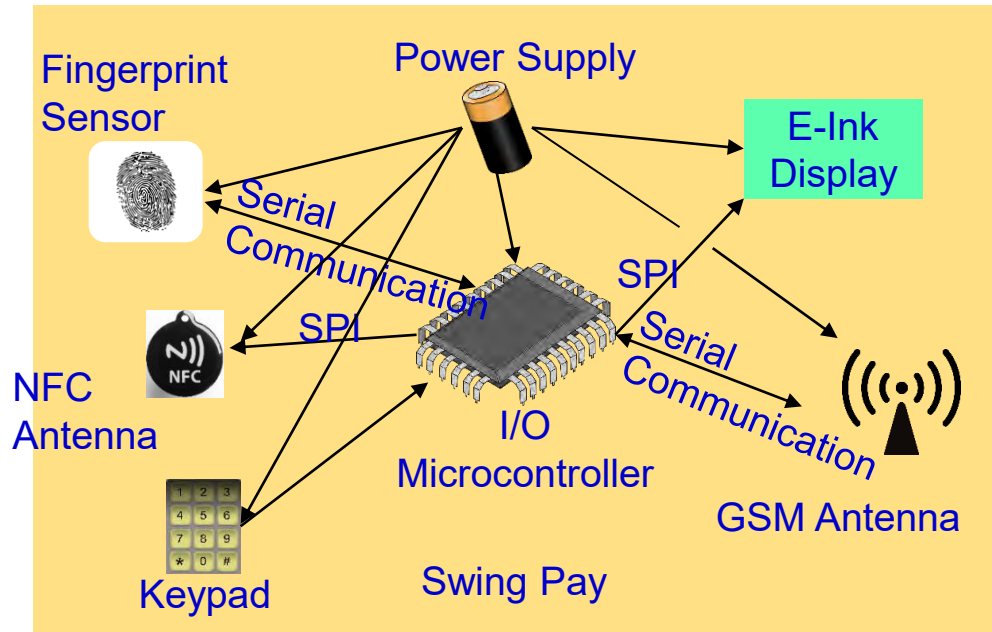 Power Supply
Fingerprint
Sensor
E-Ink
Display
Serial
Communication
SPI
SPI
NFC
NFC
Antenna
Serial
Communication
I/O
Microcontroller
GSM Antenna
1 2 3
4 5 6
7 8 9
* 0 #
Keypad
Swing Pay